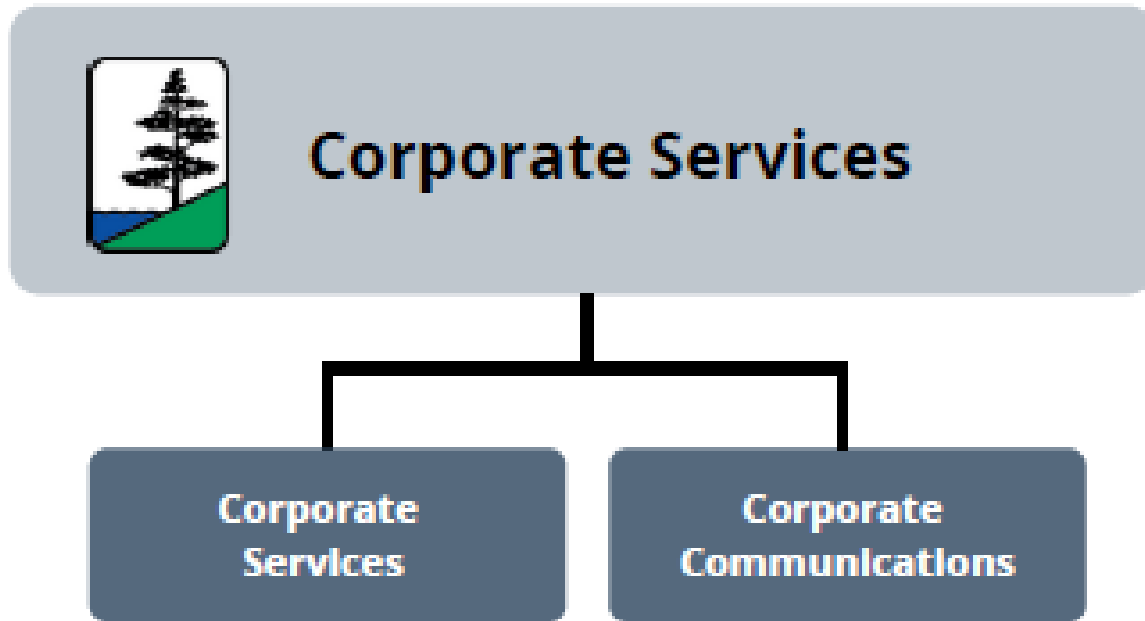 Corporate Services
Corporate
Services
Corporate
Communications